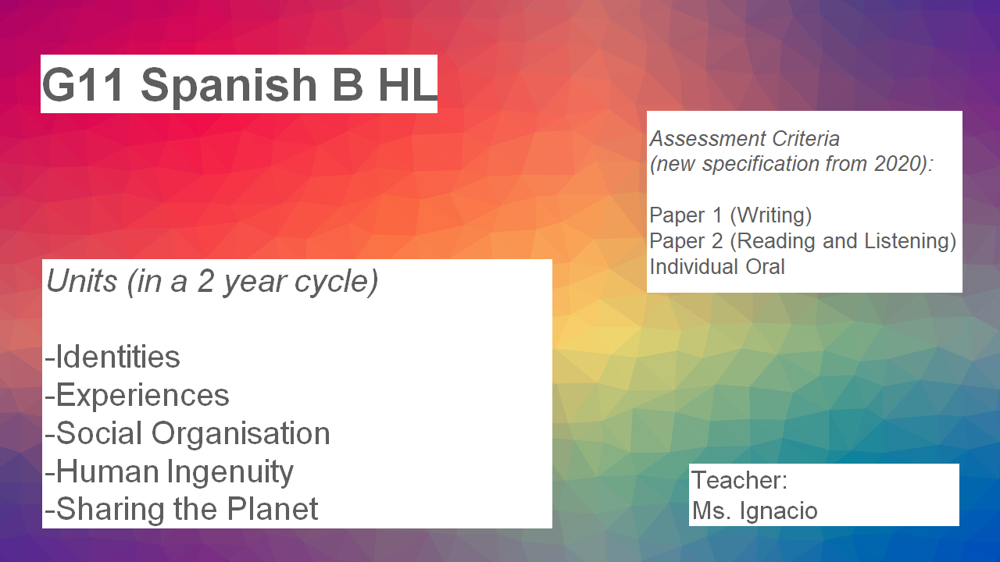 G11 Spanish B HL
Assessment Criteria
(new specification from 2020):
Paper 1 (Writing)
Paper 2 (Reading and Listening)
Individual Oral
Units (in a 2 year cycle)
-Identities
-Experiences
-Social Organisation
-Human Ingenuity
-Sharing the Planet
Teacher:
Ms. Ignacio